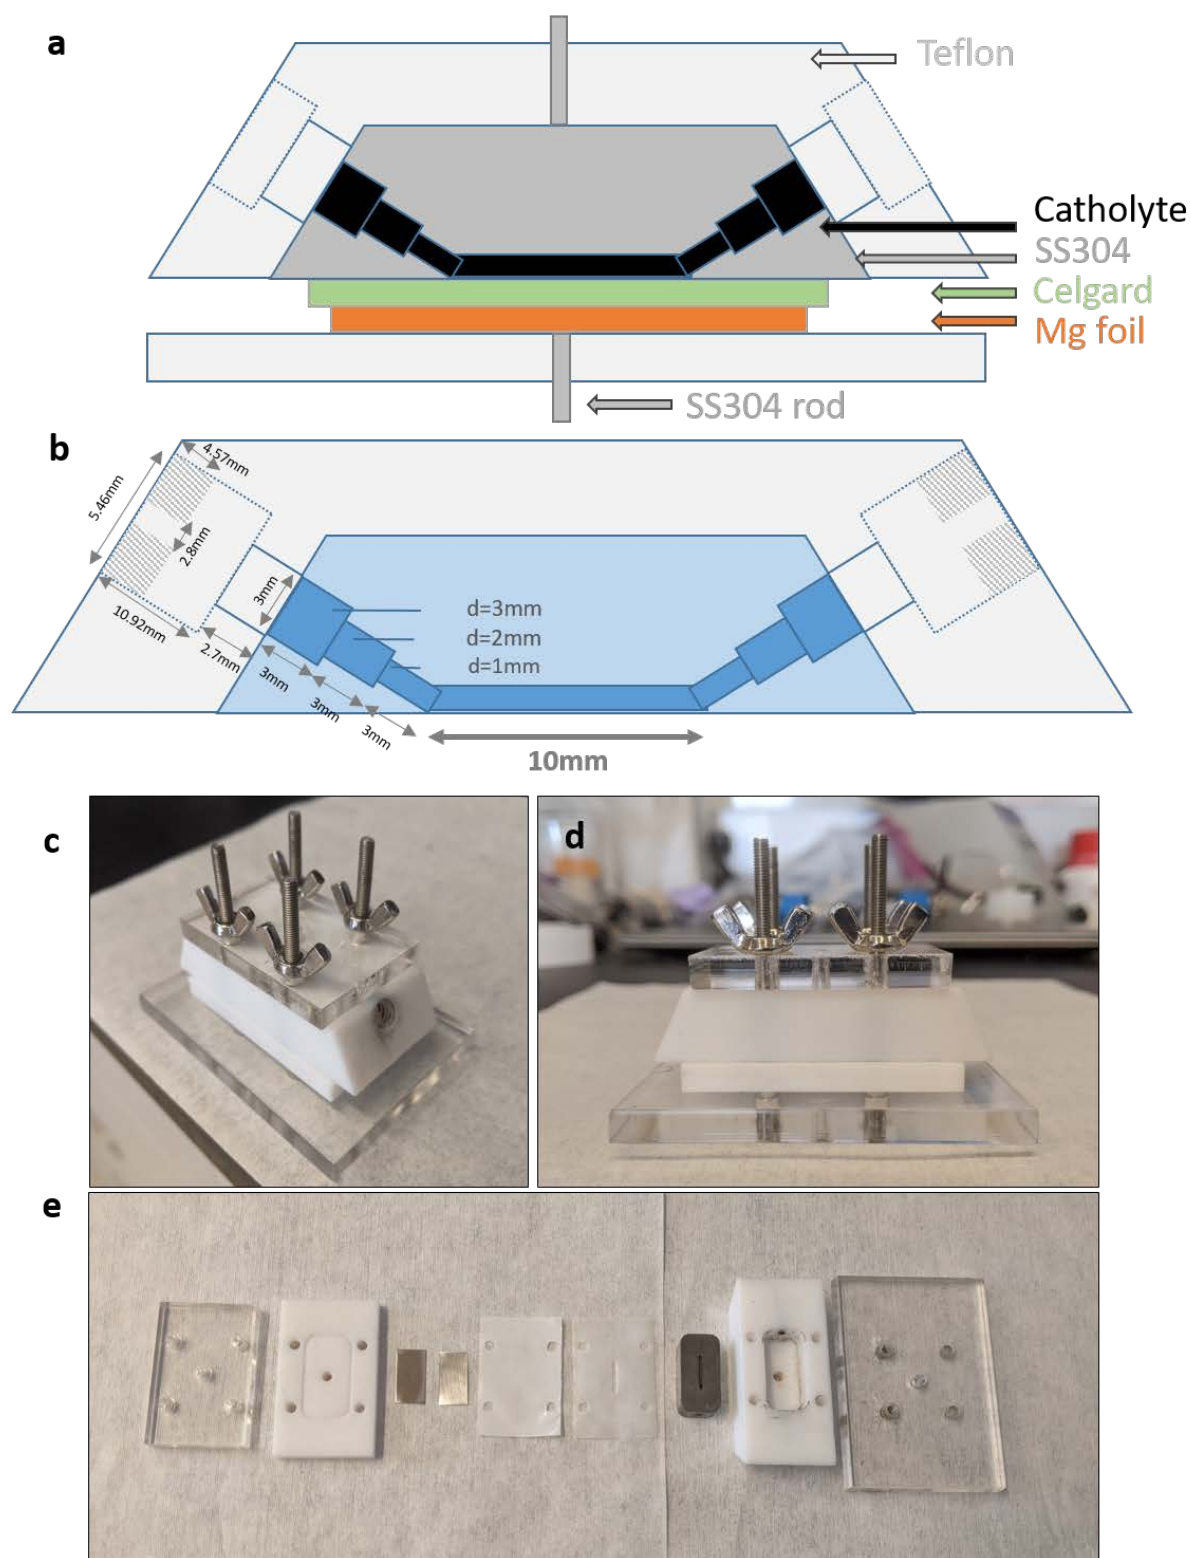 a
Teflon
Catholyte
SS304
Celgard
Mg foil
SS304 rod
b
4.57mm
5.46mm
2.8mm
3mm
d=3mm
10.92mm
d=2mm
2.7mm
d=1mm
3mm
3mm
3mm
10mm
c
d
e